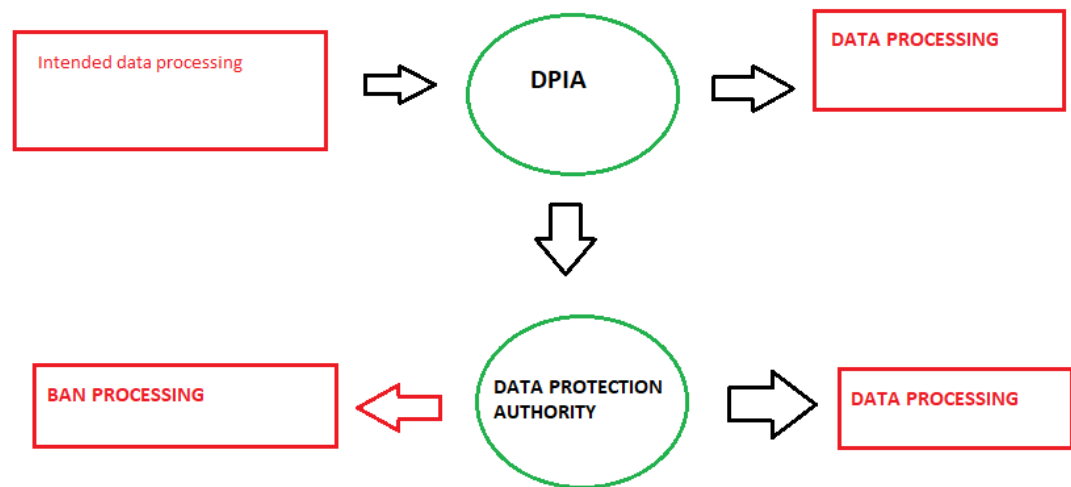 Intended data processing
DPIA
DATA PROCESSING
BAN PROCESSING
DATA PROTECTION
AUTHORITY
DATA PROCESSING